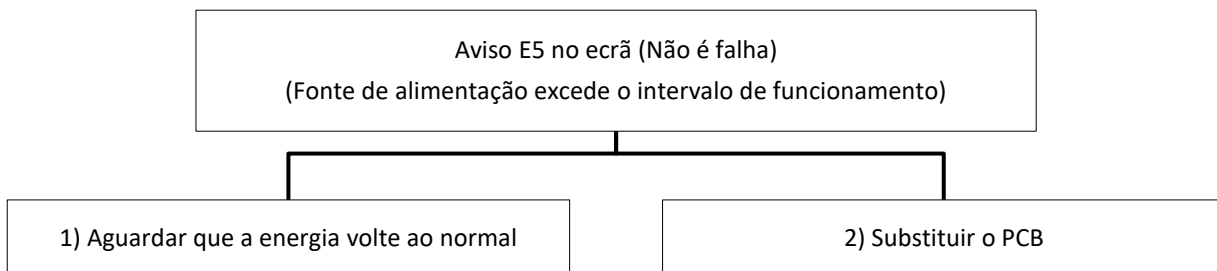 Aviso E5 no ecrã (Não é falha)
(Fonte de alimentação excede o intervalo de funcionamento)
1) Aguardar que a energia volte ao normal
2) Substituir o PCB